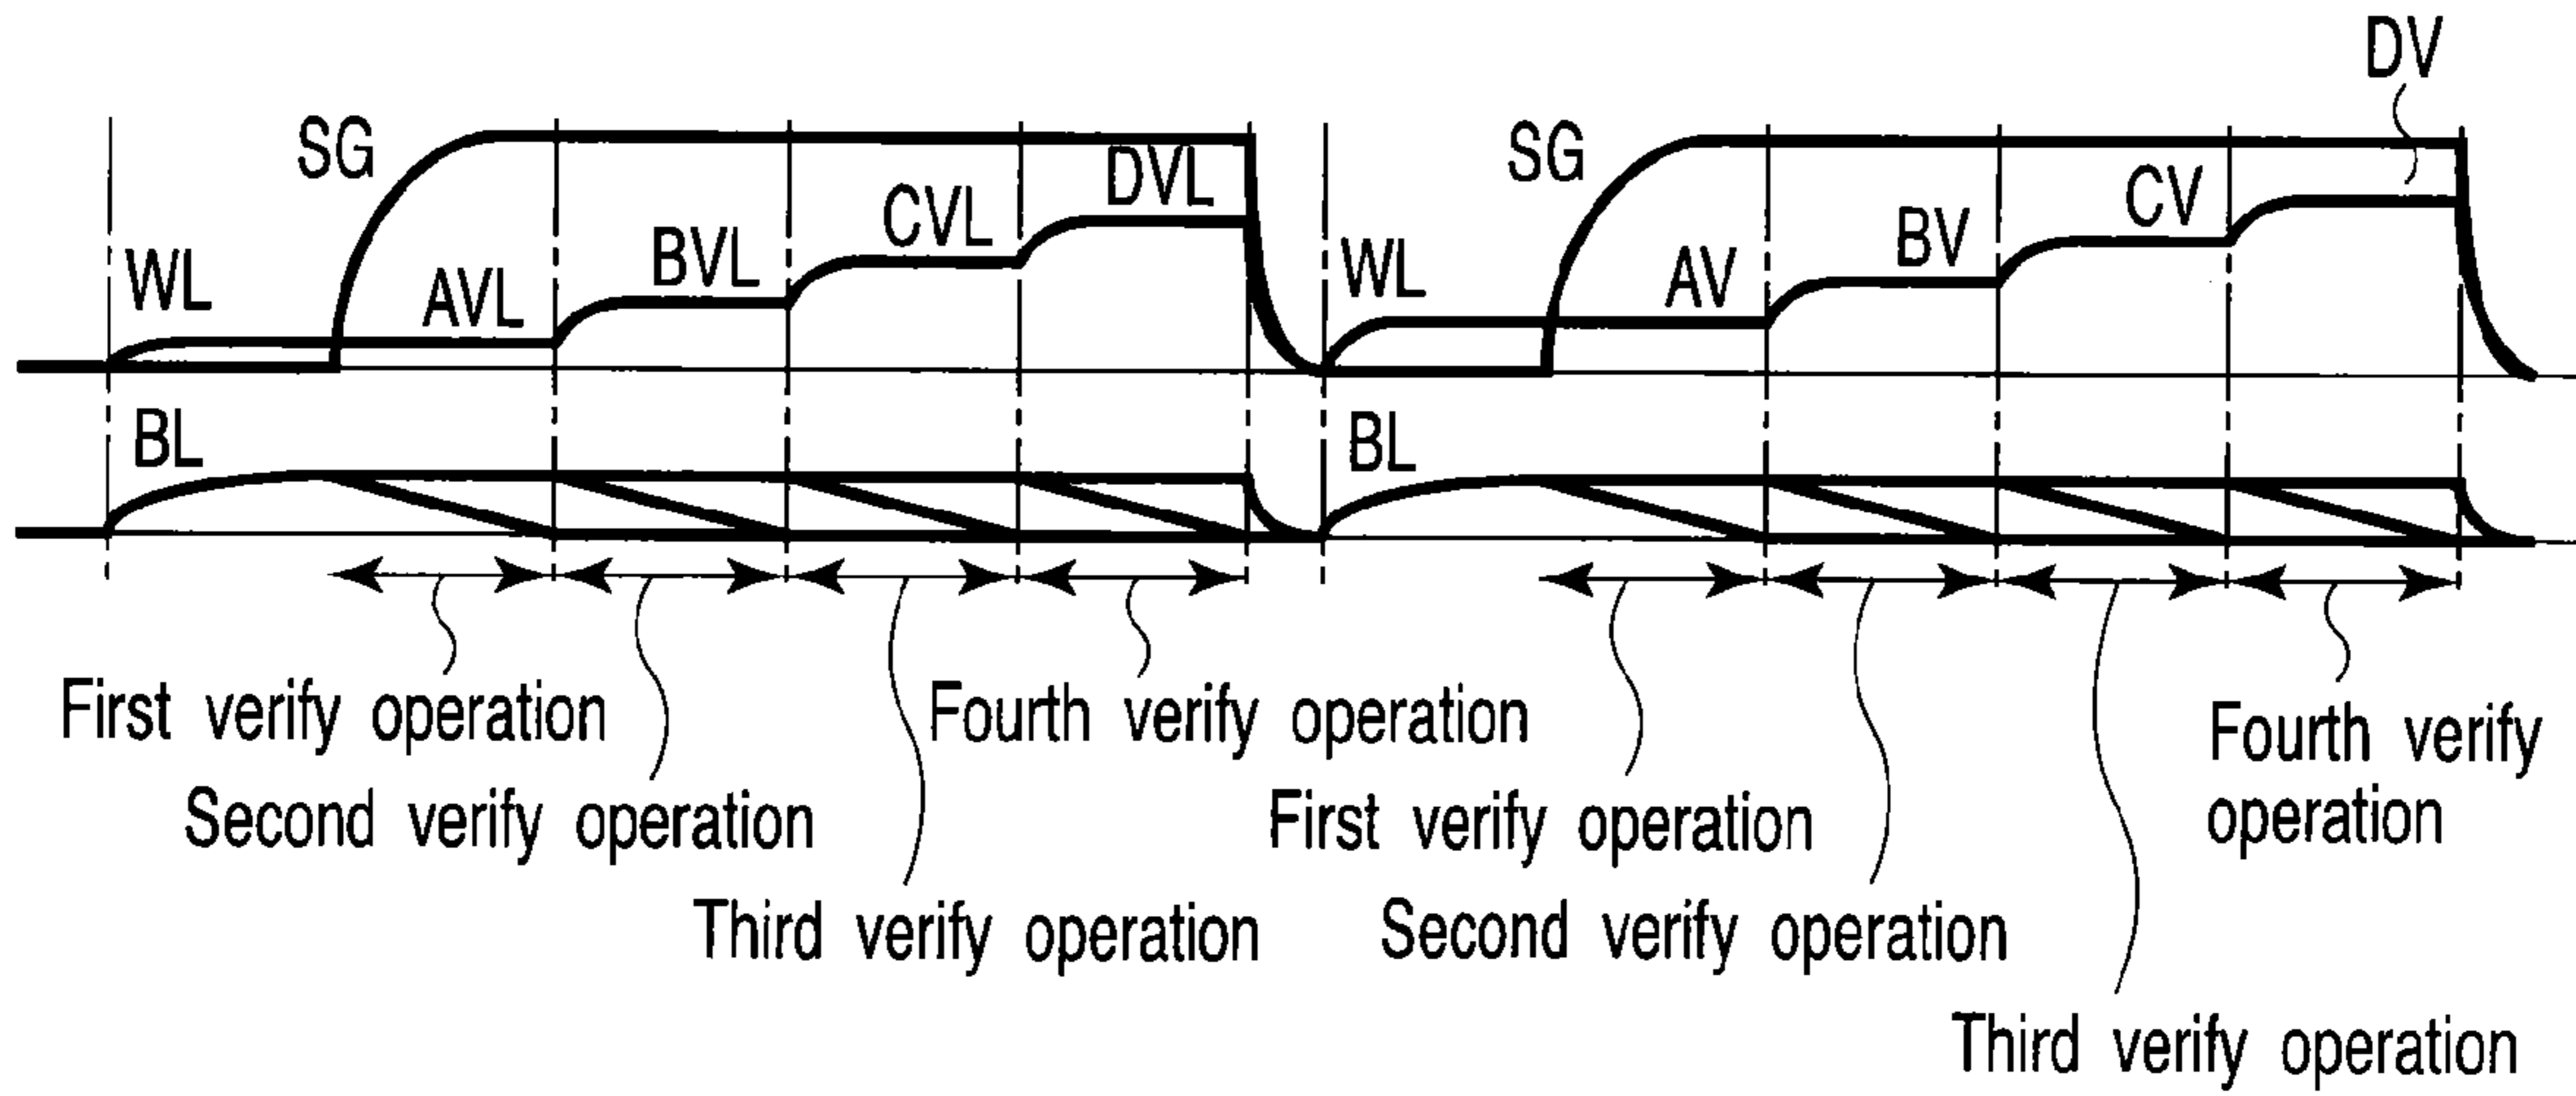 DV
SG
SG
DVL
CVL
CV
BVL
BV
WL
WL
AVL
AV
BL
BL
First verify operation
Fourth verify operation
Fourth verify
operation
Second verify operation
First verify operation
Third verify operation
Second verify operation
Third verify operation